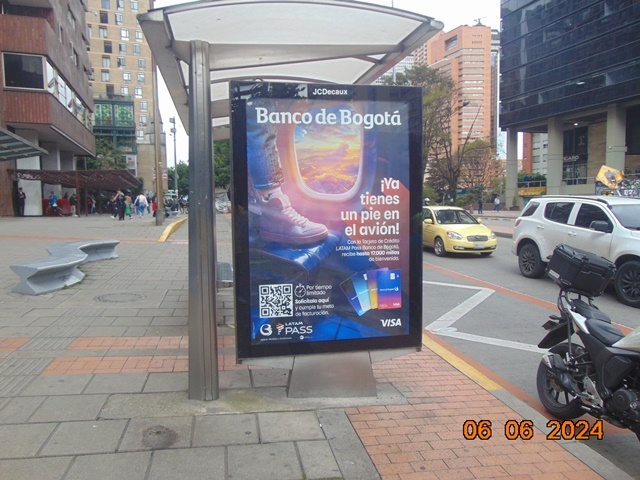 JCDecaux
Banco de Bogotá
¡Ya
tienes
un pie en
el avión!
Con tu Tarjeta de Crédito
LATAM Pass Banco de Bogotá,
recibe hasta 17.000 millas
de bienvenida.
Por tiempo
limitado
Solicítala aquí
y cumple tu meta
de facturación.
LATAM
PASS
VISA
06 06 2024